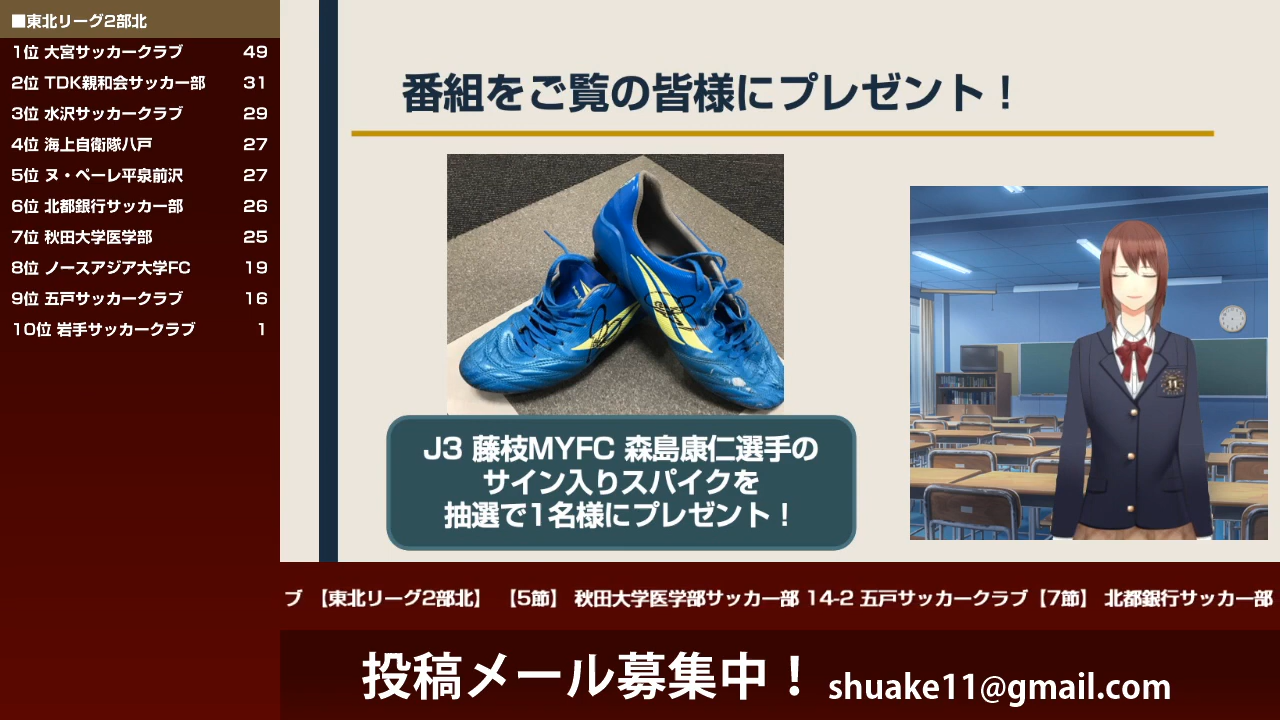 ■東北リーグ2部北
1位 大宮サッカークラブ 49
2位 TDK親和会サッカー部 31
3位 水沢サッカークラブ 29
4位 海上自衛隊八戸 27
5位 ヌ・ペーレ平泉前沢 27
6位 北都銀行サッカー部 26
7位 秋田大学医学部 25
8位 ノースアジア大学FC 19
9位 五戸サッカークラブ 16
10位 岩手サッカークラブ 1
番組をご覧の皆様にプレゼント！
J3 藤枝MYFC 森島康仁選手の
サイン入りスパイクを
抽選で1名様にプレゼント！
ブ 【東北リーグ2部北】 【5節】 秋田大学医学部サッカー部 14-2 五戸サッカークラブ【7節】 北都銀行サッカー部
投稿メール募集中！ shuake11@gmail.com